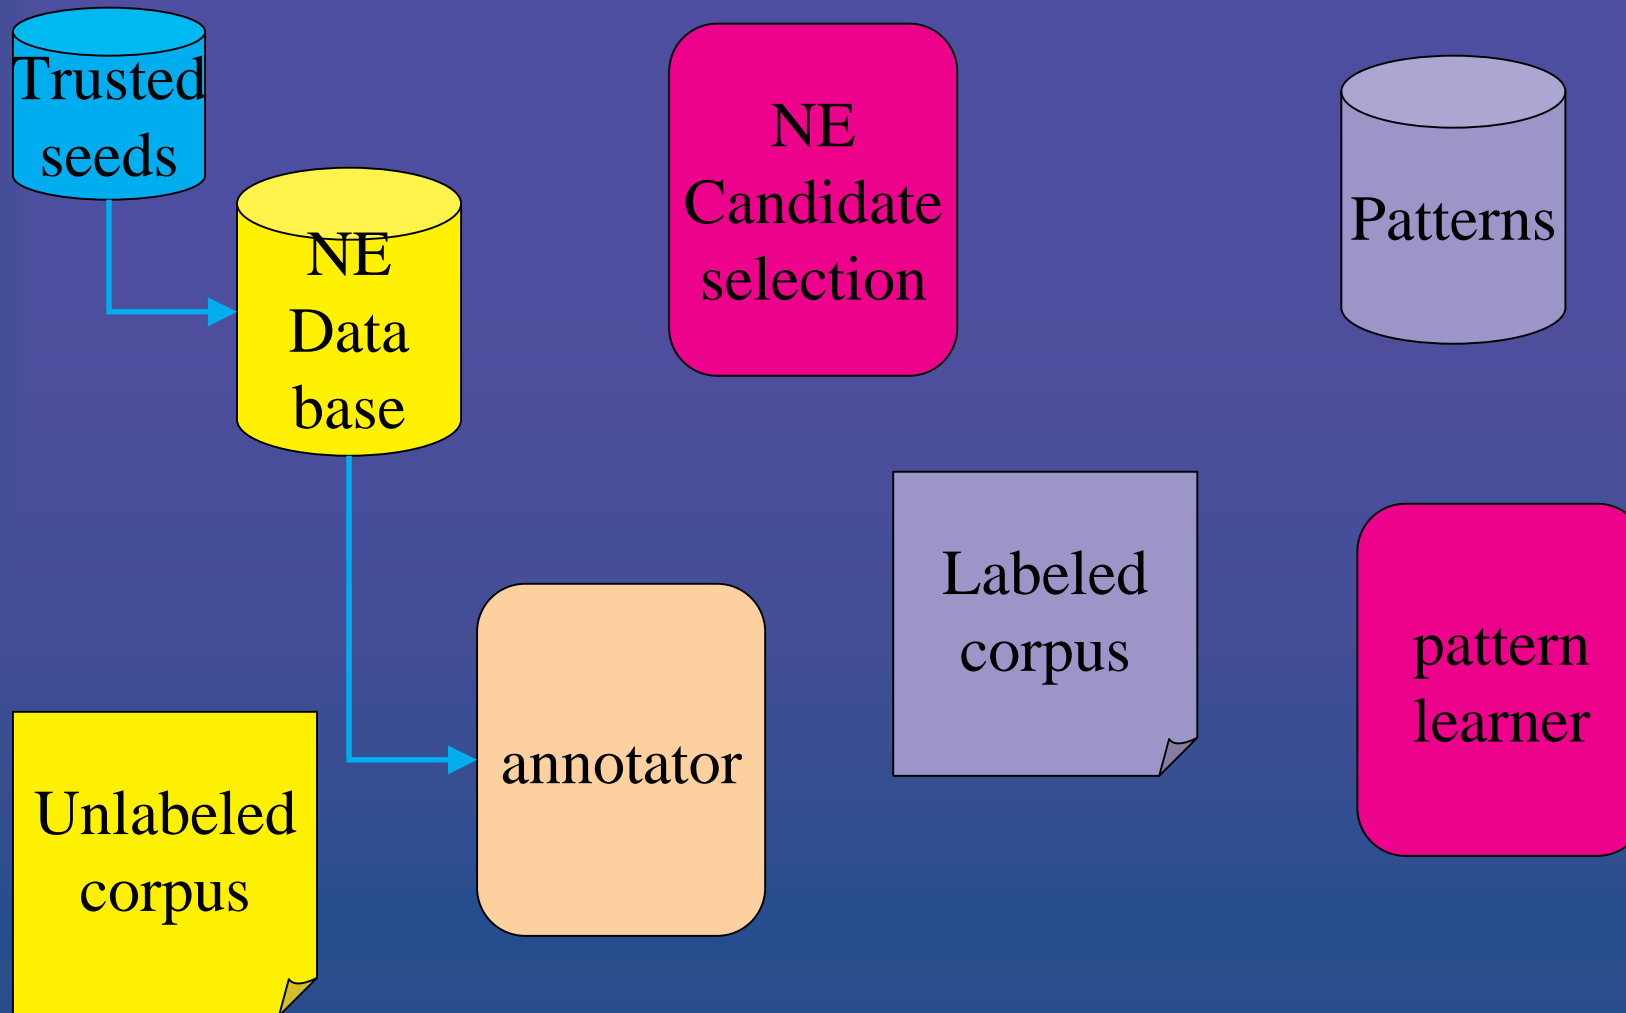 Trusted
seeds
NE
Data
base
NE
Candidate
selection
Patterns
Labeled
corpus
pattern
learner
annotator
Unlabeled
corpus